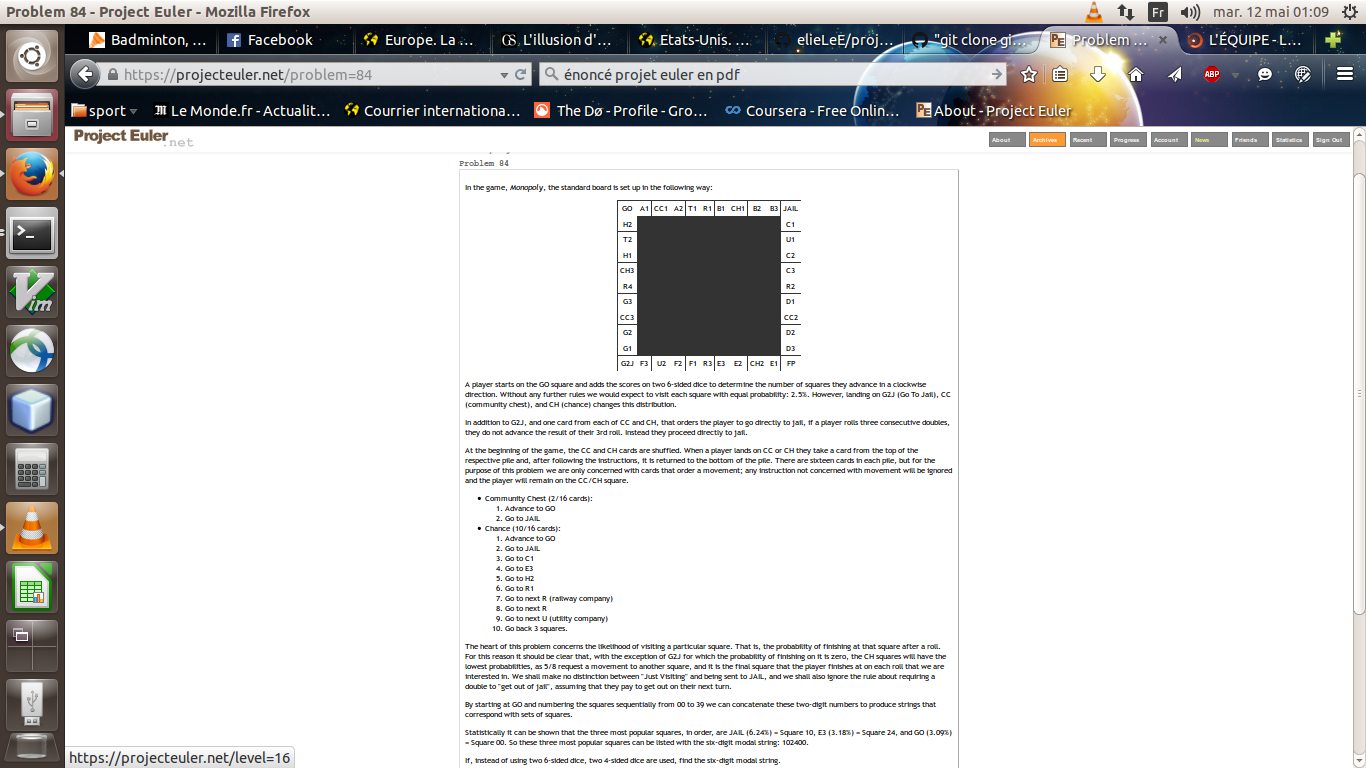 Problem 84 - Project Euler - Mozilla Firefox
Fr
mar. 12 mai 01:09
Badminton, ...
Facebook
Europe. La ...
L'illusion d'...
Etats-Unis. ...
elieLeE/proj...
"git clone gi...
Problem ...
L'ÉQUIPE - L...
https://projecteuler.net/problem=84
énoncé projet euler en pdf
ABP
sport
Le Monde.fr - Actualit...
Courrier internationa...
The Dø - Profile - Gro...
Coursera - Free Onlin...
About - Project Euler
Project Euler
.net
About
Archives
Recent
Progress
Account
News
Friends
Statistics
Sign Out
Problem 84
In the game, Monopoly, the standard board is set up in the following way:
GO A1 CC1 A2 T1 R1 B1 CH1 B2 B3 JAIL
H2 C1
T2 U1
H1 C2
CH3 C3
R4 R2
G3 D1
CC3 CC2
G2 D2
G1 D3
G2J F3 U2 F2 F1 R3 E3 E2 CH2 E1 FP
A player starts on the GO square and adds the scores on two 6-sided dice to determine the number of squares they advance in a clockwise
direction. Without any further rules we would expect to visit each square with equal probability: 2.5%. However, landing on G2J (Go To Jail), CC
(community chest), and CH (chance) changes this distribution.
In addition to G2J, and one card from each of CC and CH, that orders the player to go directly to jail, if a player rolls three consecutive doubles,
they do not advance the result of their 3rd roll. Instead they proceed directly to jail.
At the beginning of the game, the CC and CH cards are shuffled. When a player lands on CC or CH they take a card from the top of the
respective pile and, after following the instructions, it is returned to the bottom of the pile. There are sixteen cards in each pile, but for the
purpose of this problem we are only concerned with cards that order a movement; any instruction not concerned with movement will be ignored
and the player will remain on the CC/CH square.
• Community Chest (2/16 cards):
1. Advance to GO
2. Go to JAIL
• Chance (10/16 cards):
1. Advance to GO
2. Go to JAIL
3. Go to C1
4. Go to E3
5. Go to H2
6. Go to R1
7. Go to next R (railway company)
8. Go to next R
9. Go to next U (utility company)
10. Go back 3 squares.
The heart of this problem concerns the likelihood of visiting a particular square. That is, the probability of finishing at that square after a roll.
For this reason it should be clear that, with the exception of G2J for which the probability of finishing on it is zero, the CH squares will have the
lowest probabilities, as 5/8 request a movement to another square, and it is the final square that the player finishes at on each roll that we are
interested in. We shall make no distinction between "Just Visiting" and being sent to JAIL, and we shall also ignore the rule about requiring a
double to "get out of jail", assuming that they pay to get out on their next turn.
By starting at GO and numbering the squares sequentially from 00 to 39 we can concatenate these two-digit numbers to produce strings that
correspond with sets of squares.
Statistically it can be shown that the three most popular squares, in order, are JAIL (6.24%) = Square 10, E3 (3.18%) = Square 24, and GO (3.09%)
= Square 00. So these three most popular squares can be listed with the six-digit modal string: 102400.
If, instead of using two 6-sided dice, two 4-sided dice are used, find the six-digit modal string.
https://projecteuler.net/level=16